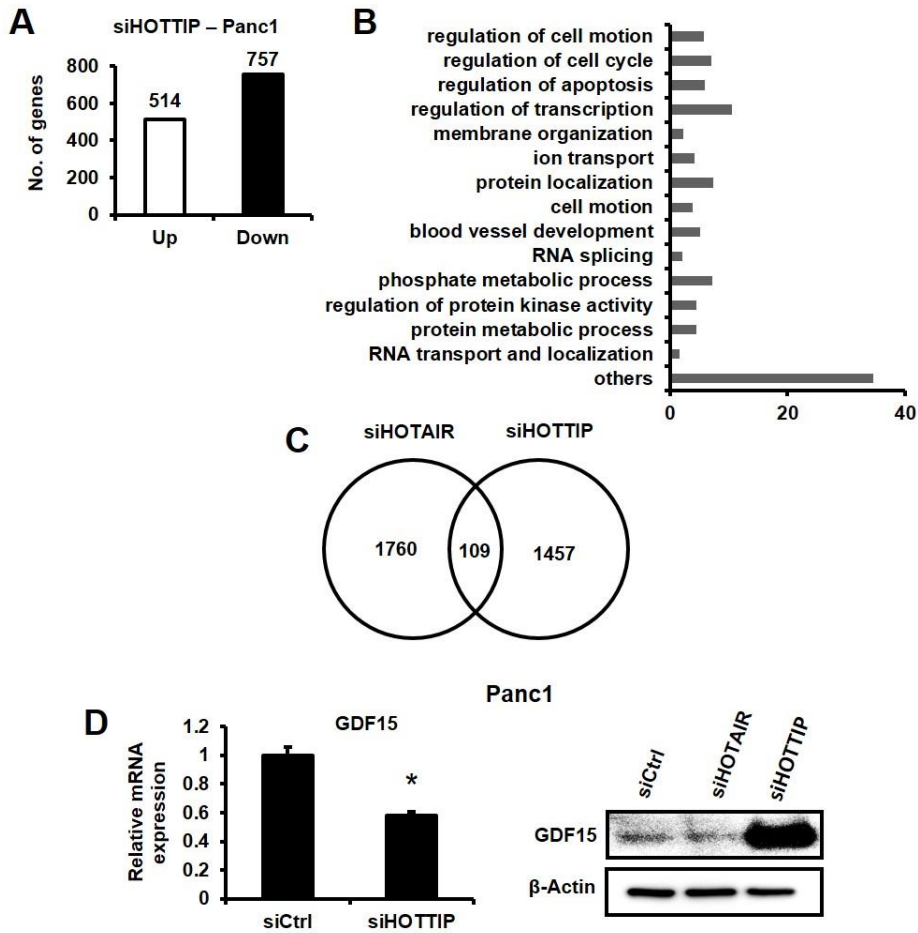 A
siHOTTIP – Panc1
No. of genes
800
600
400
200
0
514
757
Up
Down
B
regulation of cell motion
regulation of cell cycle
regulation of apoptosis
regulation of transcription
membrane organization
ion transport
protein localization
cell motion
blood vessel development
RNA splicing
phosphate metabolic process
regulation of protein kinase activity
protein metabolic process
RNA transport and localization
others
0
20
40
C
siHOTAIR
siHOTTIP
1760
109
1457
Panc1
D
GDF15
Relative mRNA
expression
1.2
1
0.8
0.6
0.4
0.2
0
*
siCtrl
siHOTTIP
siCtrl
siHOTAIR
siHOTTIP
GDF15
β-Actin